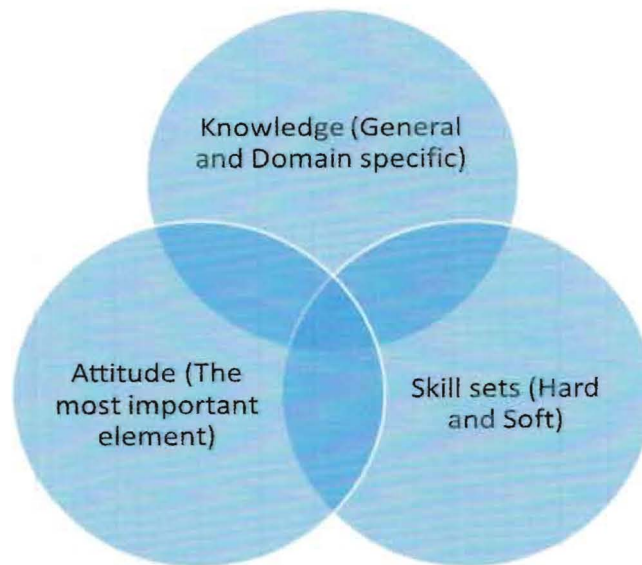 Knowledge (General
and Domain specific)
Attitude (The
most important
element)
Skill sets (Hard
and Soft)